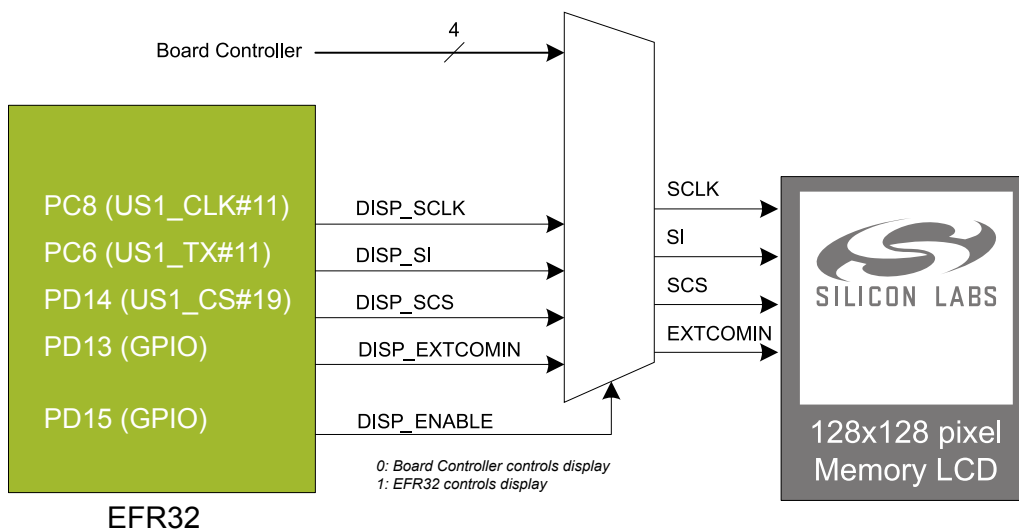 Board Controller
4
PC8 (US1_CLK#11)
DISP_SCLK
SCLK
PC6 (US1_TX#11)
DISP_SI
SI
PD14 (US1_CS#19)
DISP_SCS
SCS
PD13 (GPIO)
DISP_EXTCOMIN
EXTCOMIN
PD15 (GPIO)
DISP_ENABLE
0: Board Controller controls display
1: EFR32 controls display
EFR32
SILICON LABS
128x128 pixel
Memory LCD